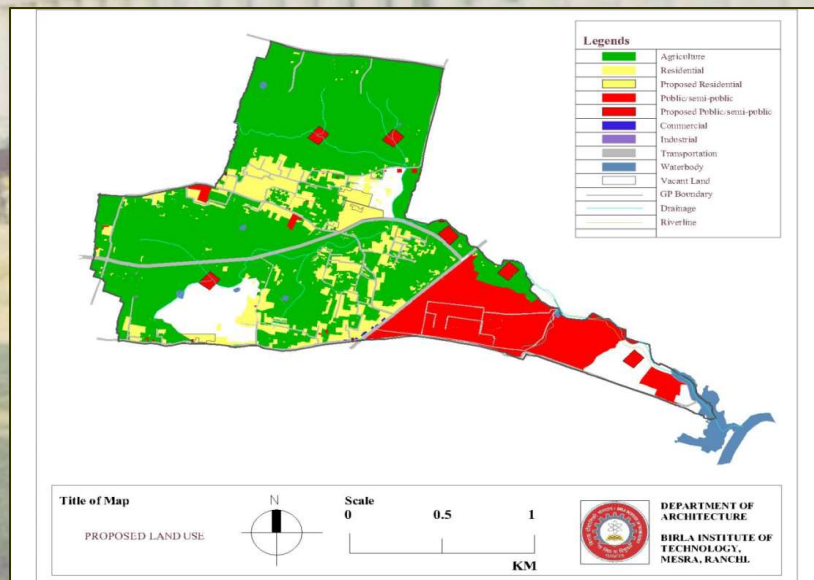 Legends
Agriculture
Residential
Proposed Residential
Public/semi-public
Proposed Public/semi-public
Commercial
Industrial
Transportation
Waterbody
Vacant Land
GP Boundary
Drainage
Riverline
Title of Map
PROPOSED LAND USE
N
Scale
0 0.5 1
KM
DEPARTMENT OF
ARCHITECTURE
BIRLA INSTITUTE OF
TECHNOLOGY,
MESRA, RANCHI.